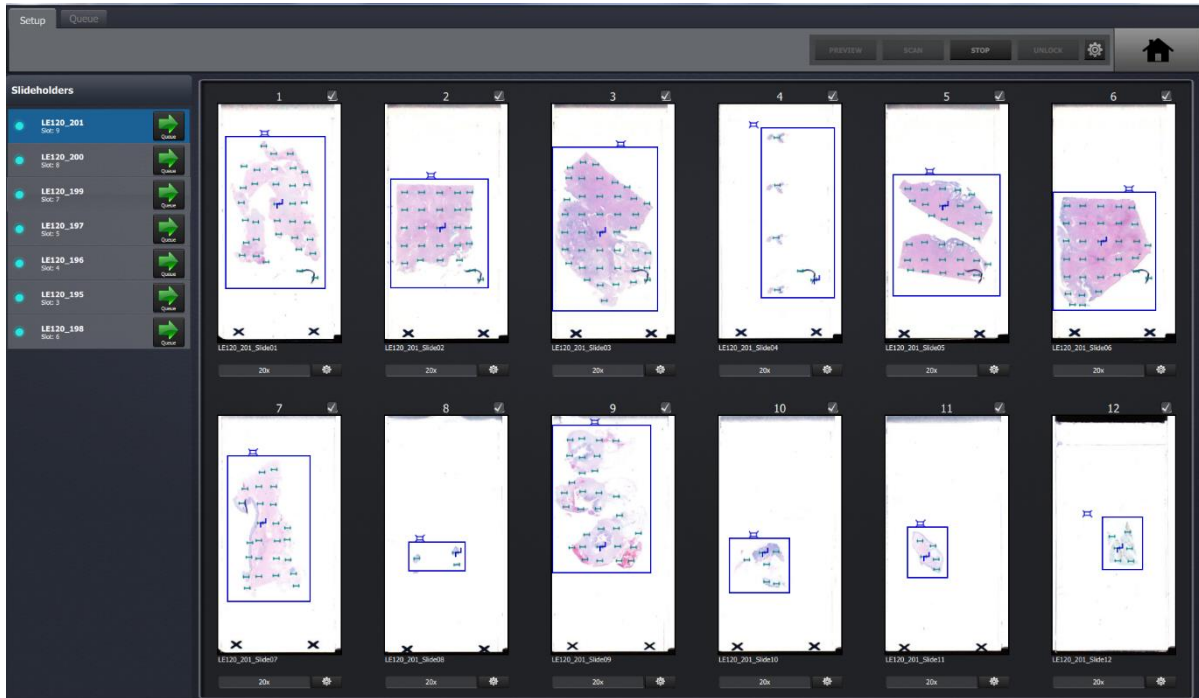 Setup Queue
PREVIEW SCAN STOP UNLOCK
Slideholders
LE120_201
Slot: 9
Queue
LE120_200
Slot: 8
Queue
LE120_199
Slot: 7
Queue
LE120_197
Slot: 5
Queue
LE120_196
Slot: 4
Queue
LE120_195
Slot: 3
Queue
LE120_198
Slot: 6
Queue
1 2 3 4 5 6
LE120_201_Slide01 LE120_201_Slide02 LE120_201_Slide03 LE120_201_Slide04 LE120_201_Slide05 LE120_201_Slide06
20x 20x 20x 20x 20x 20x
7 8 9 10 11 12
LE120_201_Slide07 LE120_201_Slide08 LE120_201_Slide09 LE120_201_Slide10 LE120_201_Slide11 LE120_201_Slide12
20x 20x 20x 20x 20x 20x